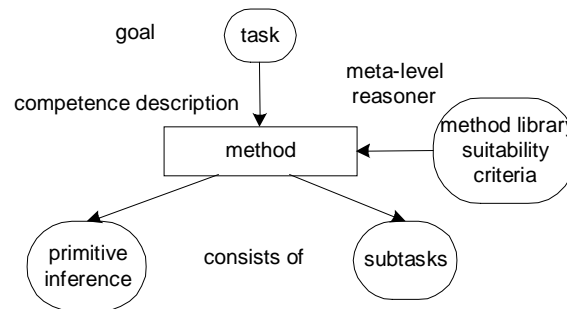 goal
task
meta-level
reasoner
competence description
method library
suitability
criteria
method
primitive
inference
consists of
subtasks